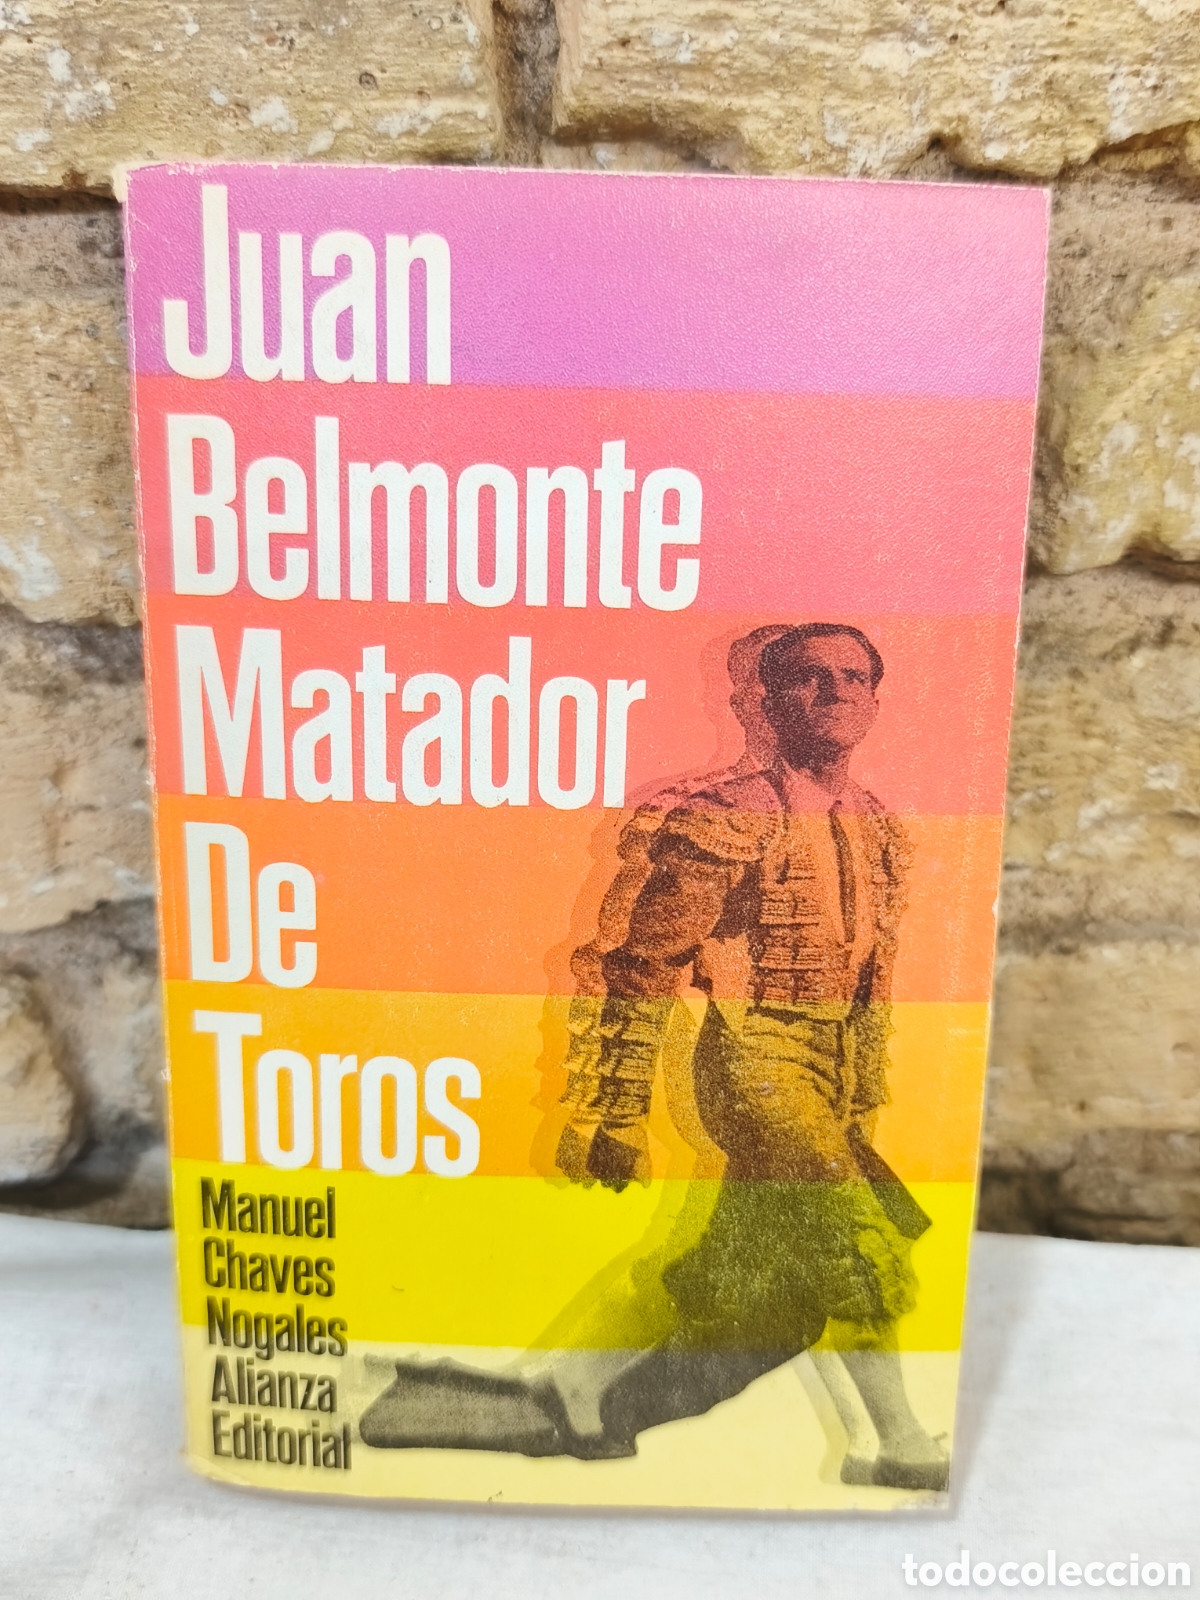 Juan
Belmonte
Matador
De
Toros
Manuel
Chaves
Nogales
Alianza
Editorial
todocoleccion